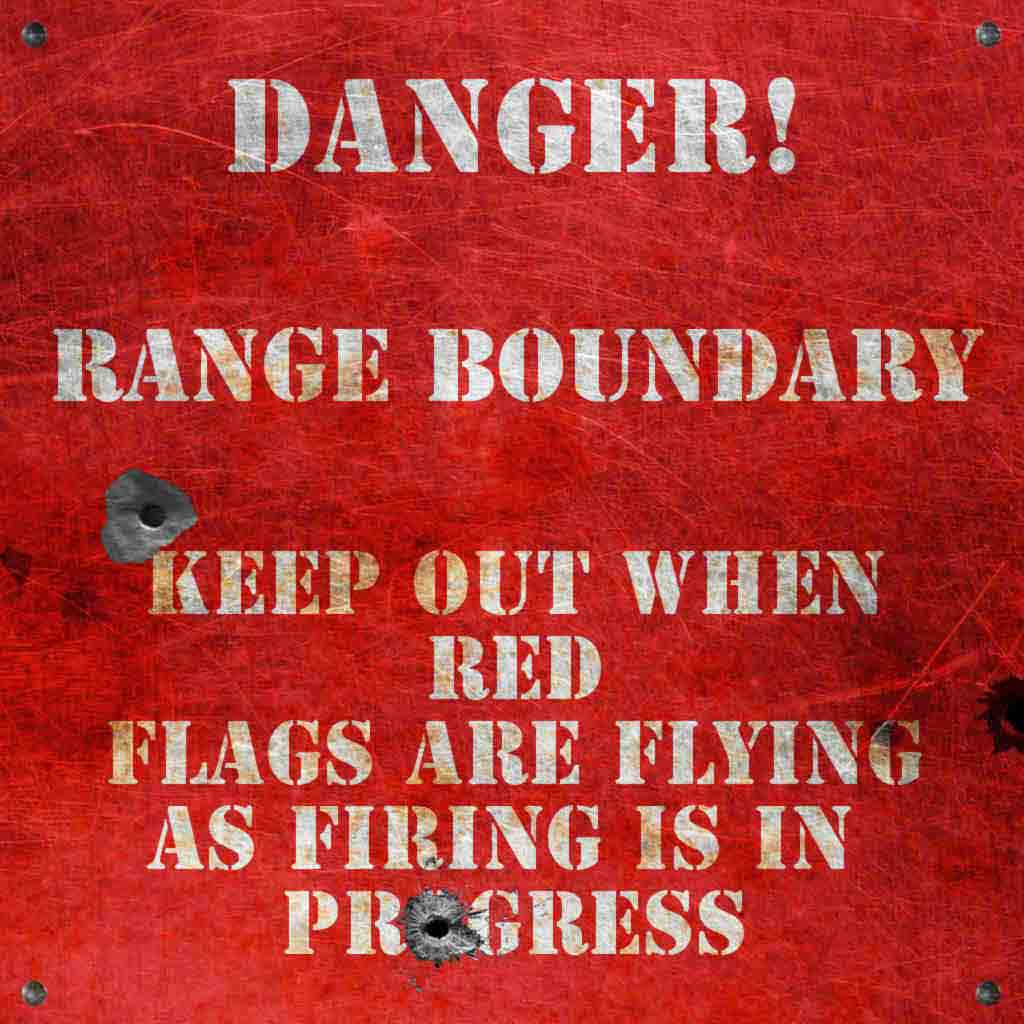 DANGER!
RANGE BOUNDARY
KEEP OUT WHEN
RED
FLAGS ARE FLYING
AS FIRING IS IN
PROGRESS